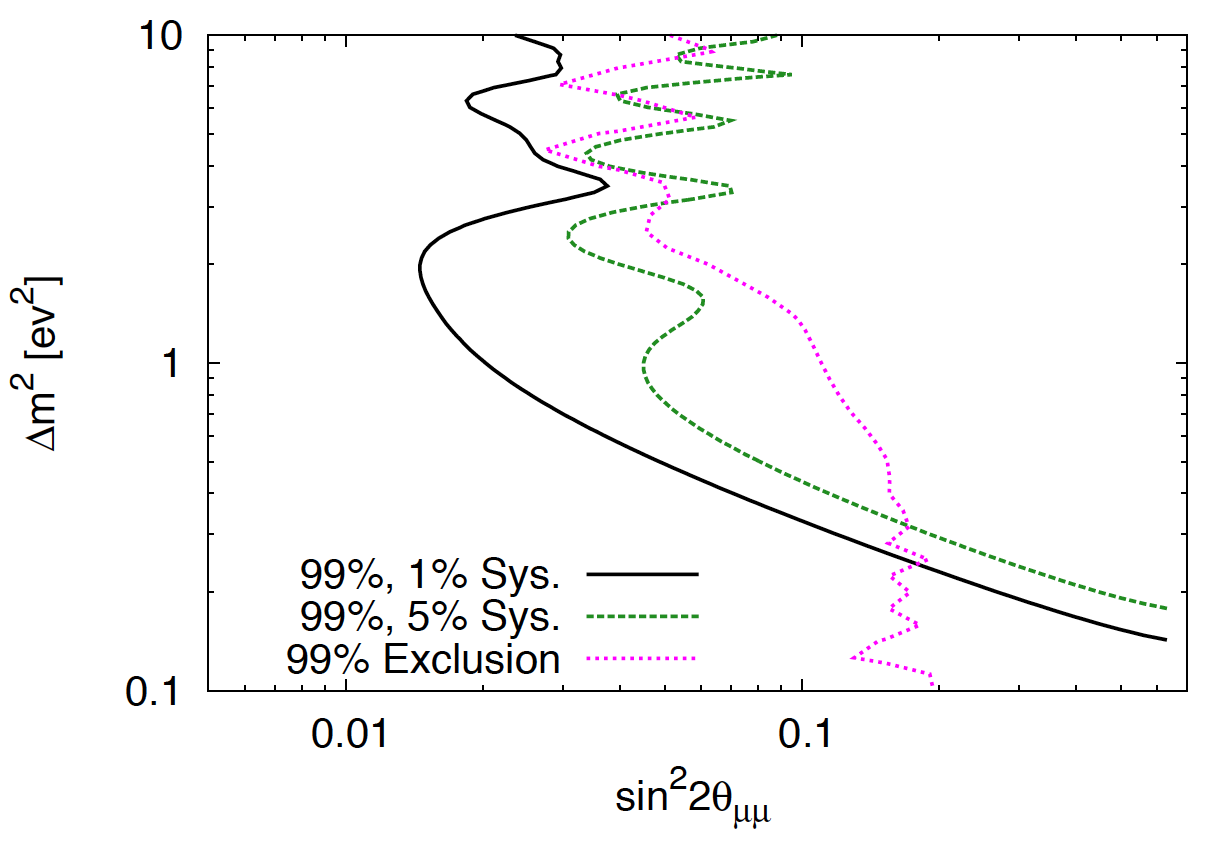 10
1
0.1
Δm² [ev²]
99%, 1% Sys.
99%, 5% Sys.
99% Exclusion
0.01
0.1
sin²2θμμ